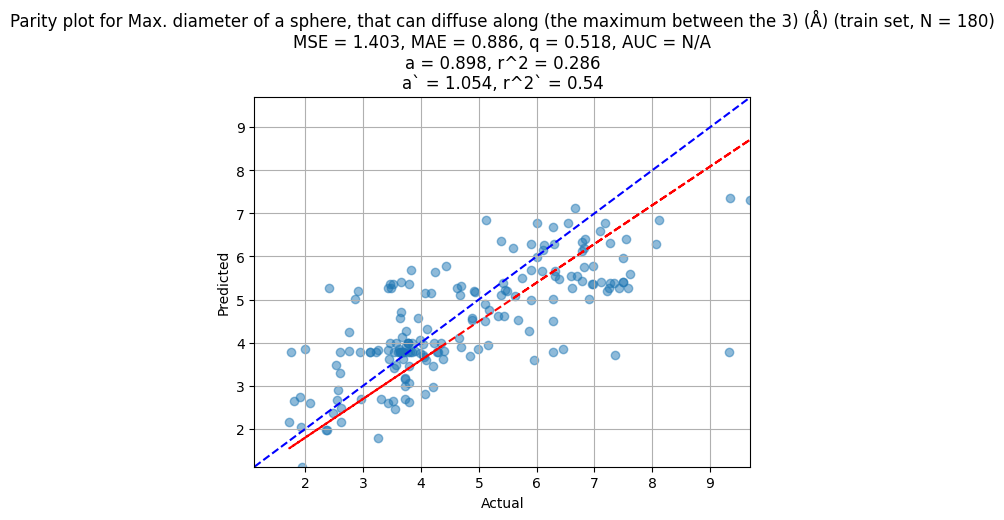 Parity plot for Max. diameter of a sphere, that can diffuse along (the maximum between the 3) (Å) (train set, N = 180)
MSE = 1.403, MAE = 0.886, q = 0.518, AUC = N/A
a = 0.898, r^2 = 0.286
a` = 1.054, r^2` = 0.54
9
8
7
6
5
4
3
2
Predicted
2 3 4 5 6 7 8 9
Actual